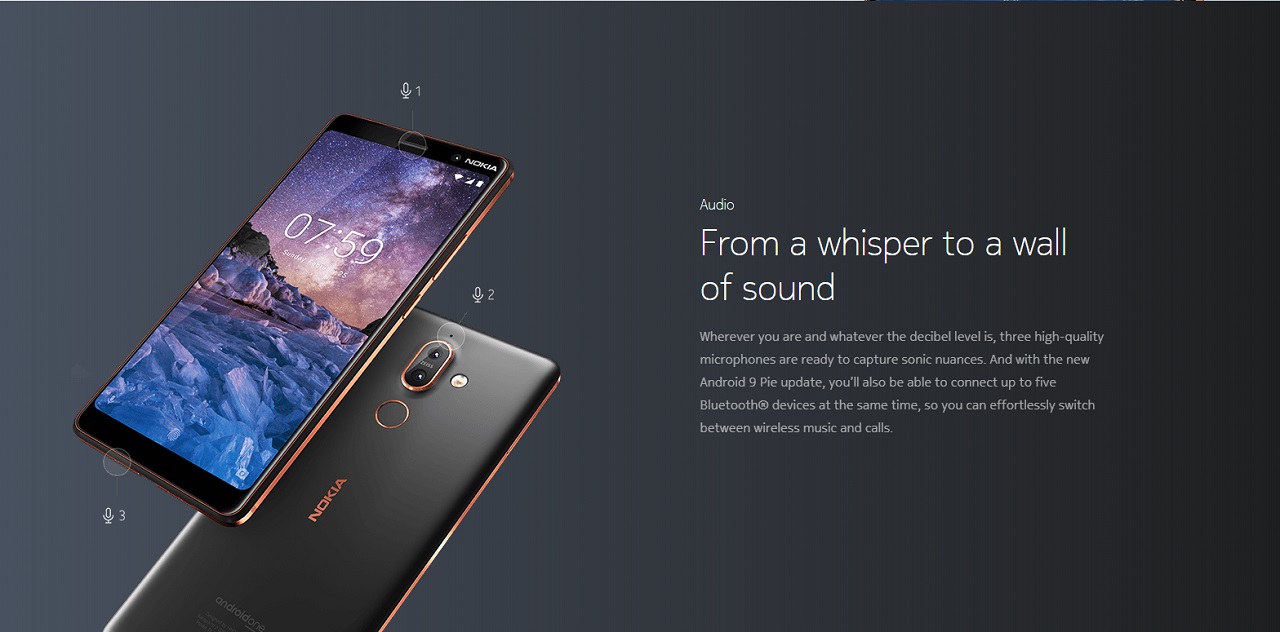 1
NOKIA
07:59
2
ZEISS
NOKIA
3
androidone
Audio
From a whisper to a wall
of sound
Wherever you are and whatever the decibel level is, three high-quality
microphones are ready to capture sonic nuances. And with the new
Android 9 Pie update, you’ll also be able to connect up to five
Bluetooth® devices at the same time, so you can effortlessly switch
between wireless music and calls.